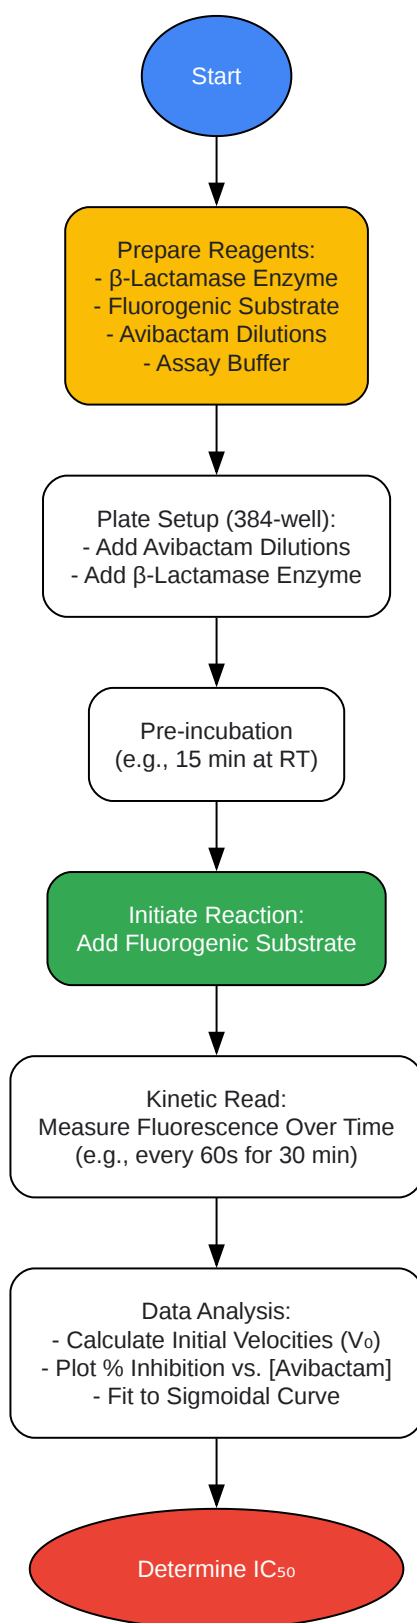 Start
Prepare Reagents:
- β-Lactamase Enzyme
- Fluorogenic Substrate
- Avibactam Dilutions
- Assay Buffer
Plate Setup (384-well):
- Add Avibactam Dilutions
- Add β-Lactamase Enzyme
Pre-incubation
(e.g., 15 min at RT)
Initiate Reaction:
Add Fluorogenic Substrate
Kinetic Read:
Measure Fluorescence Over Time
(e.g., every 60s for 30 min)
Data Analysis:
- Calculate Initial Velocities (V₀)
- Plot % Inhibition vs. [Avibactam]
- Fit to Sigmoidal Curve
Determine IC₅₀